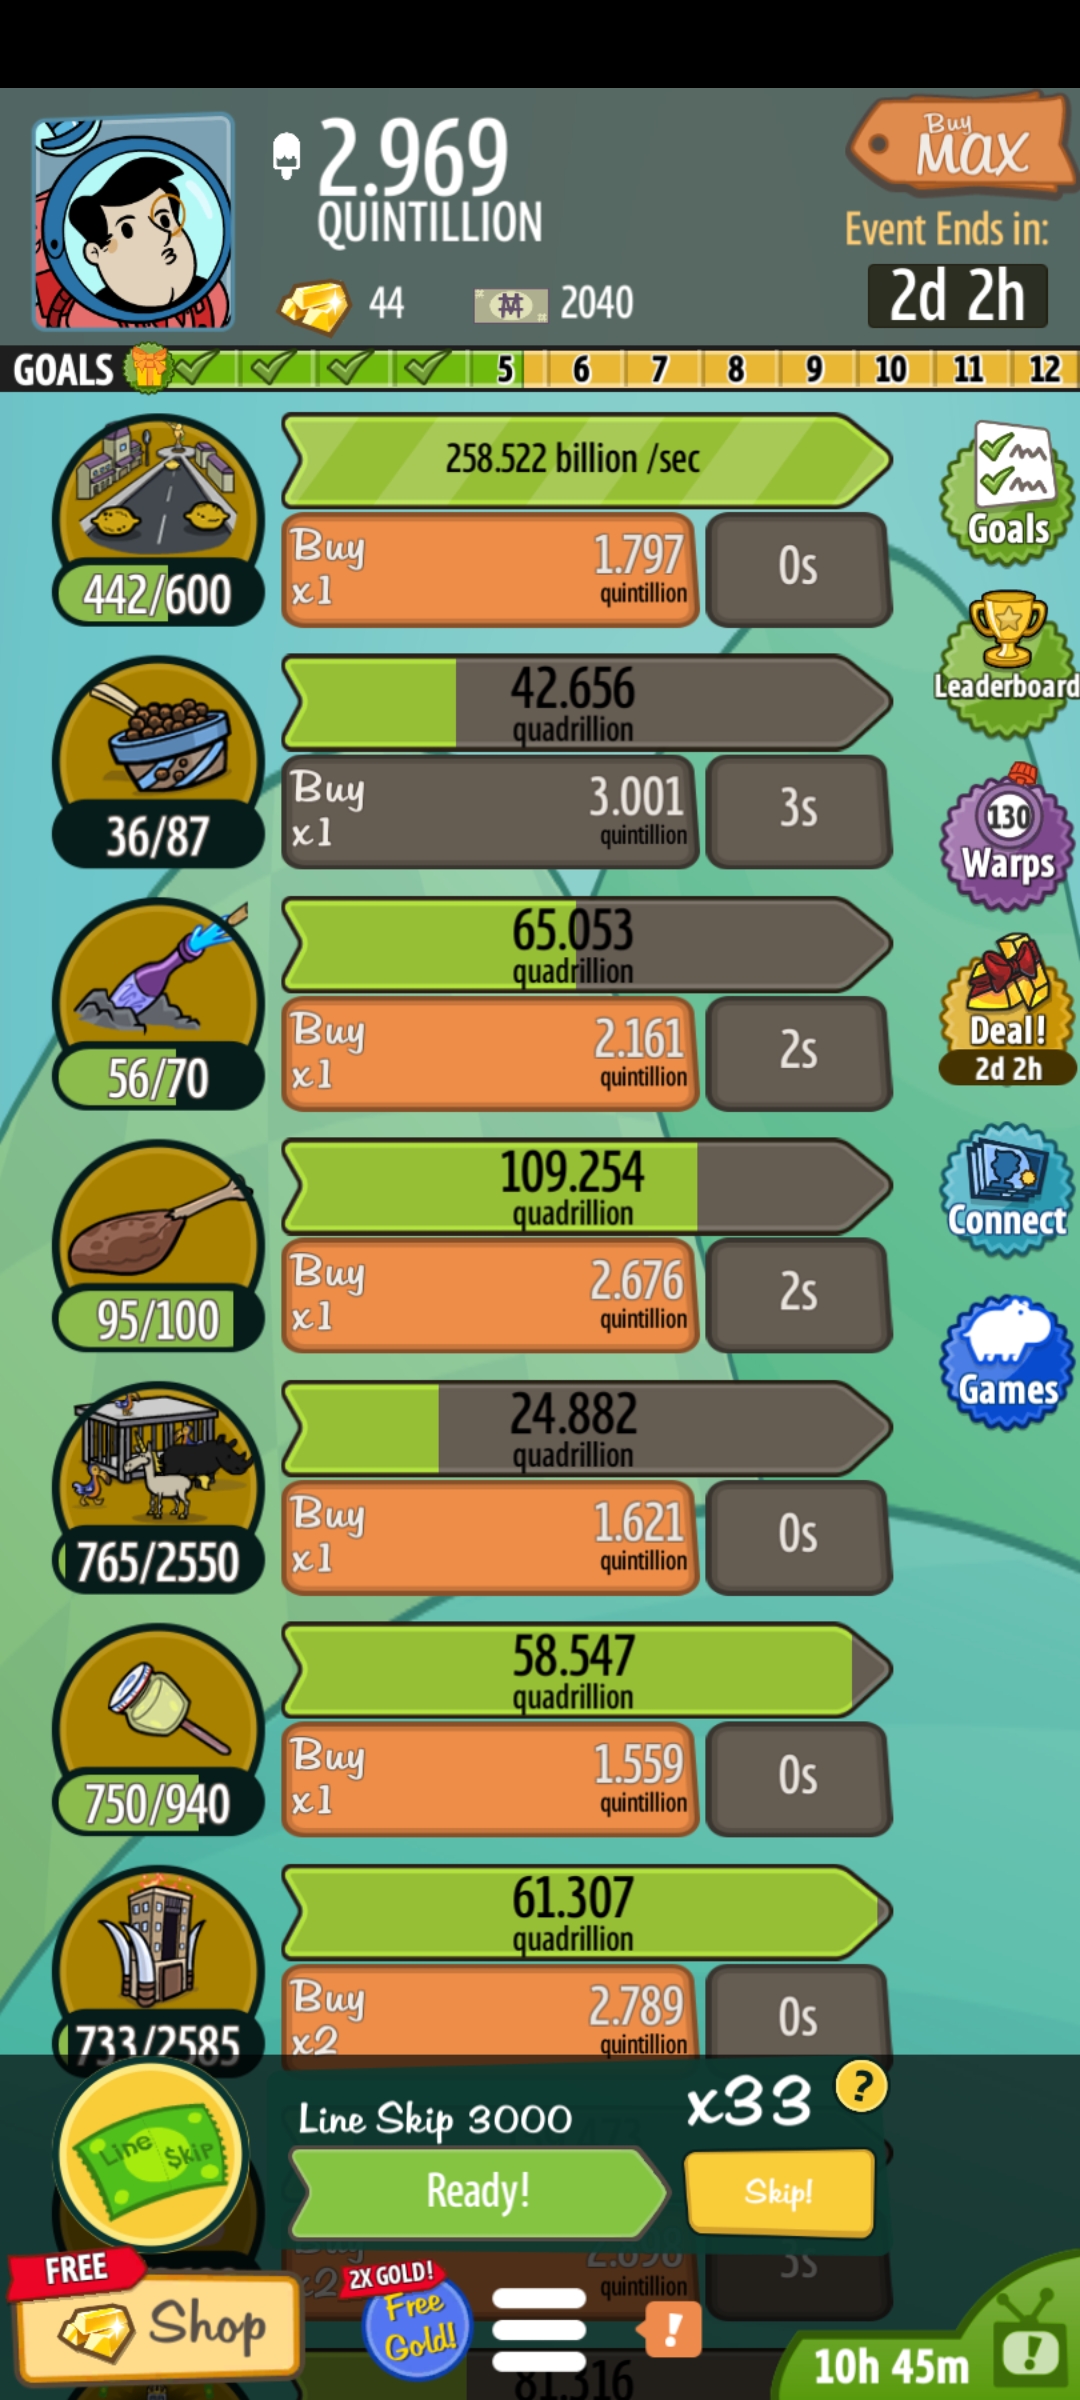 2.969
QUINTILLION
44
2040
Buy
MAX
Event Ends in:
2d 2h
GOALS
5 6 7 8 9 10 11 12
258.522 billion /sec
Buy
x1
1.797
quintillion
0s
442/600
Goals
Leaderboard
42.656
quadrillion
Buy
x1
3.001
quintillion
3s
36/87
130
Warps
65.053
quadrillion
Buy
x1
2.161
quintillion
2s
56/70
Deal!
2d 2h
109.254
quadrillion
Buy
x1
2.676
quintillion
2s
95/100
Connect
Games
24.882
quadrillion
Buy
x1
1.621
quintillion
0s
765/2550
58.547
quadrillion
Buy
x1
1.559
quintillion
0s
750/940
61.307
quadrillion
Buy
x2
2.789
quintillion
0s
733/2585
Line Skip
Line Skip 3000
x33
?
Ready!
Skip!
Buy
x2
quintillion
3s
FREE
Shop
2X GOLD!
Free
Gold!
!
10h 45m
!
81.316